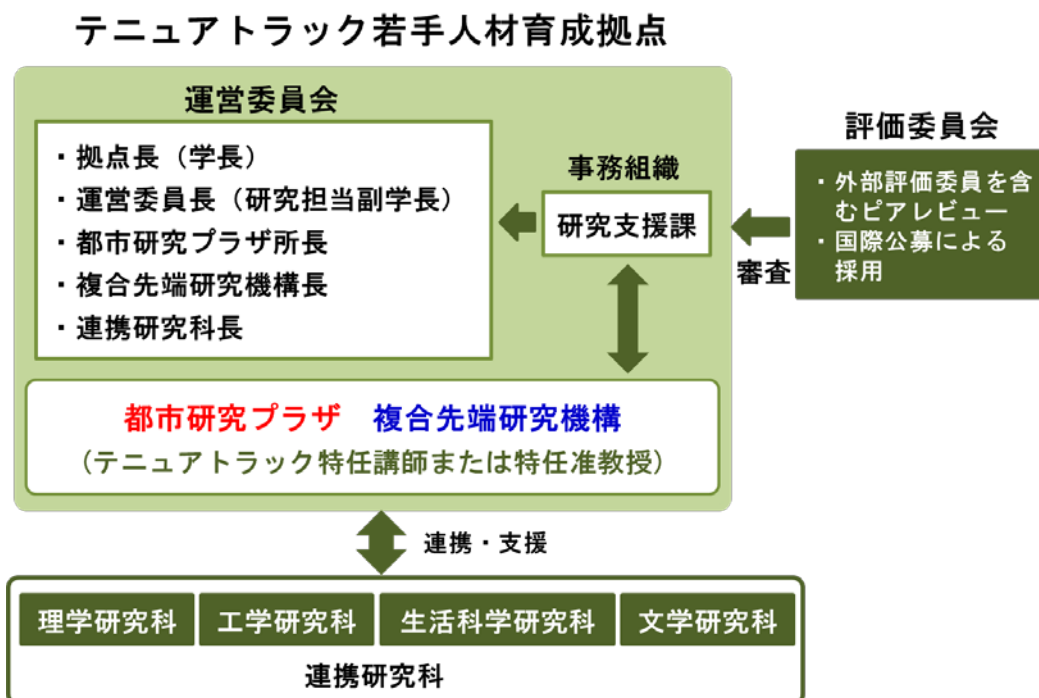 テニュアトラック若手人材育成拠点
運営委員会
・拠点長（学長）
・運営委員長（研究担当副学長）
・都市研究プラザ所長
・複合先端研究機構長
・連携研究科長
事務組織
研究支援課
評価委員会
・外部評価委員を含
むピアレビュー
・国際公募による
採用
審査
都市研究プラザ　複合先端研究機構
（テニュアトラック特任講師または特任准教授）
連携・支援
理学研究科　工学研究科　生活科学研究科　文学研究科
連携研究科